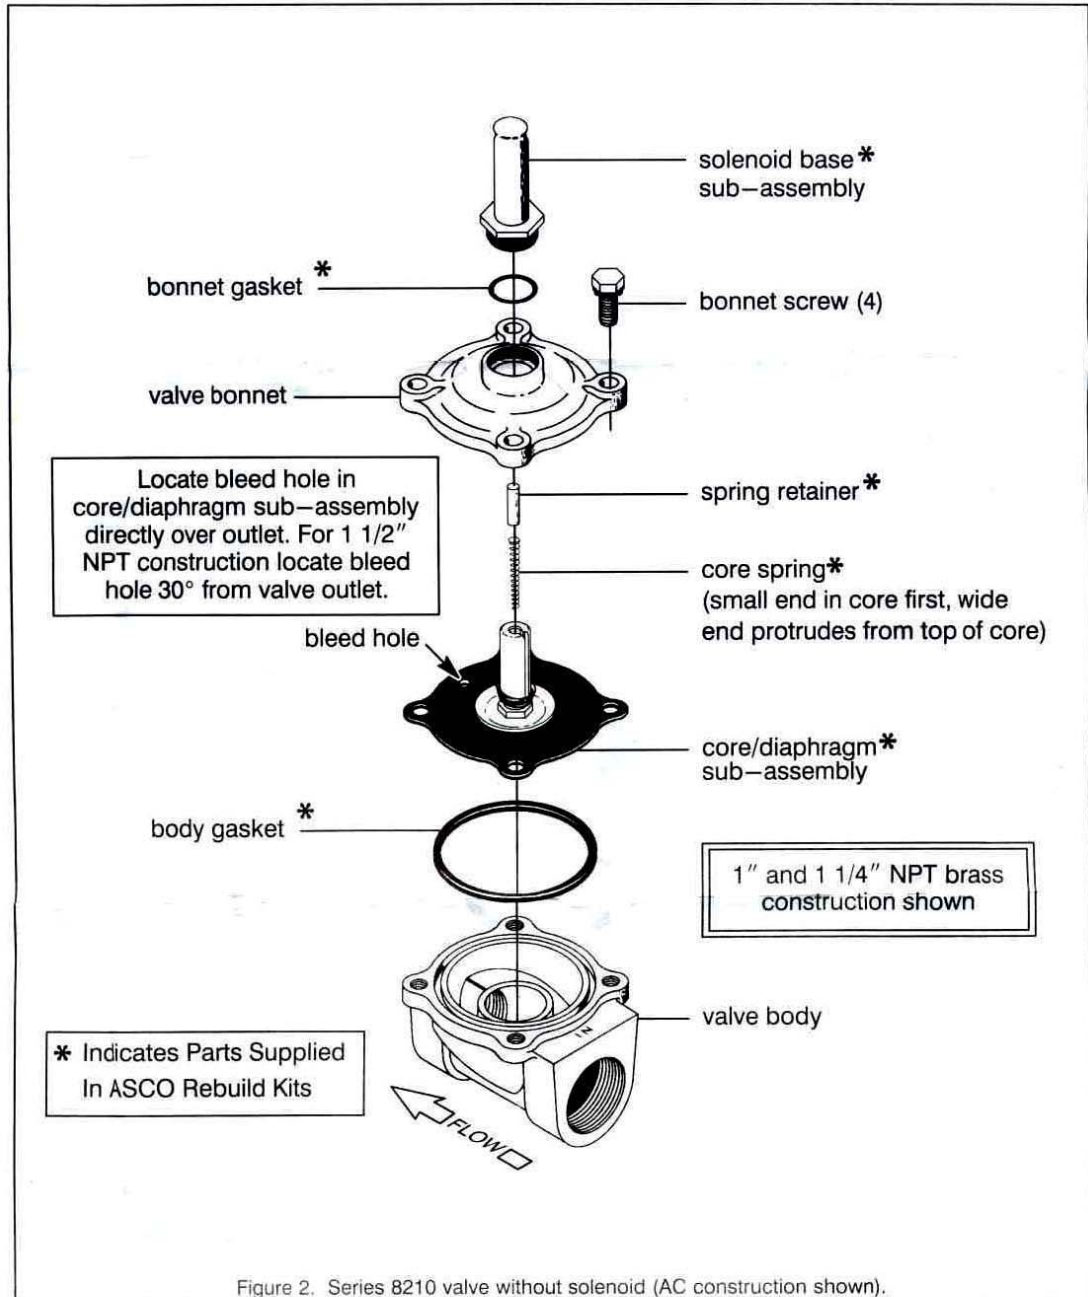 solenoid base*
sub-assembly
bonnet gasket *
bonnet screw (4)
valve bonnet
Locate bleed hole in
core/diaphragm sub-assembly
directly over outlet. For 1 1/2″
NPT construction locate bleed
hole 30° from valve outlet.
spring retainer*
core spring*
(small end in core first, wide
end protrudes from top of core)
bleed hole
core/diaphragm*
sub-assembly
body gasket *
1″ and 1 1/4″ NPT brass
construction shown
IN
valve body
* Indicates Parts Supplied
In ASCO Rebuild Kits
FLOW
Figure 2. Series 8210 valve without solenoid (AC construction shown).